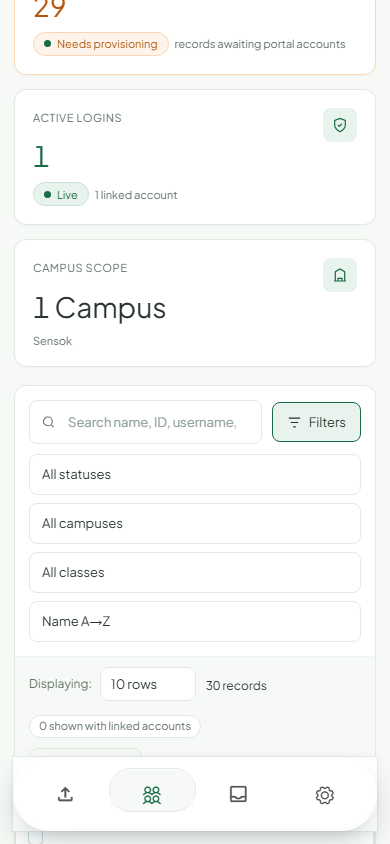 29
Needs provisioning records awaiting portal accounts
ACTIVE LOGINS
1
Live 1 linked account
CAMPUS SCOPE
1 Campus
Sensok
Search name, ID, username,
Filters
All statuses
All campuses
All classes
Name A→Z
Displaying: 10 rows 30 records
0 shown with linked accounts